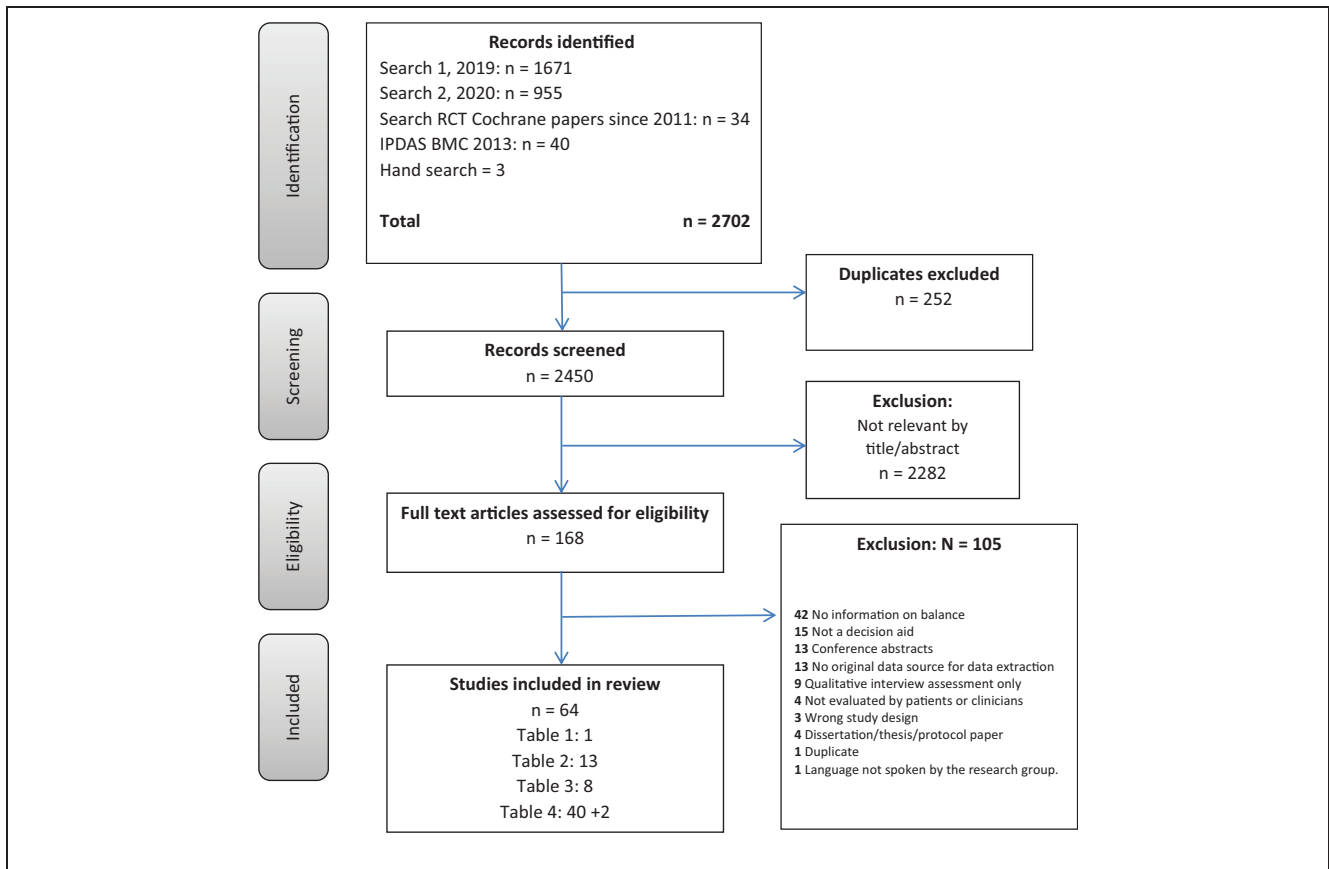 Identification
Records identified
Search 1, 2019: n = 1671
Search 2, 2020: n = 955
Search RCT Cochrane papers since 2011: n = 34
IPDAS BMC 2013: n = 40
Hand search = 3
Total n = 2702
Duplicates excluded
n = 252
Screening
Records screened
n = 2450
Exclusion:
Not relevant by
title/abstract
n = 2282
Eligibility
Full text articles assessed for eligibility
n = 168
Exclusion: N = 105
42 No information on balance
15 Not a decision aid
13 Conference abstracts
13 No original data source for data extraction
9 Qualitative interview assessment only
4 Not evaluated by patients or clinicians
3 Wrong study design
4 Dissertation/thesis/protocol paper
1 Duplicate
1 Language not spoken by the research group.
Included
Studies included in review
n = 64
Table 1: 1
Table 2: 13
Table 3: 8
Table 4: 40 +2